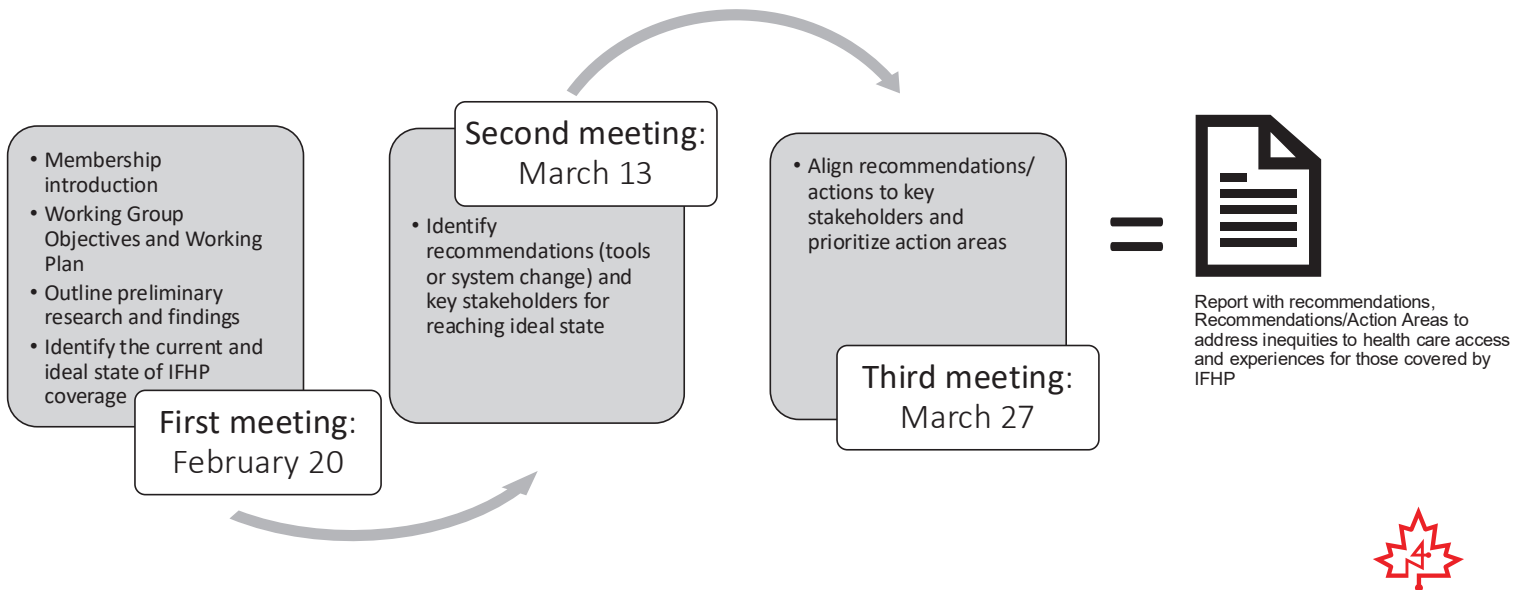 • Membership
introduction
• Working Group
Objectives and Working
Plan
• Outline preliminary
research and findings
• Identify the current and
ideal state of IFHP
coverage
First meeting:
February 20
Second meeting:
March 13
• Identify
recommendations (tools
or system change) and
key stakeholders for
reaching ideal state
• Align recommendations/
actions to key
stakeholders and
prioritize action areas
Third meeting:
March 27
=
Report with recommendations,
Recommendations/Action Areas to
address inequities to health care access
and experiences for those covered by
IFHP